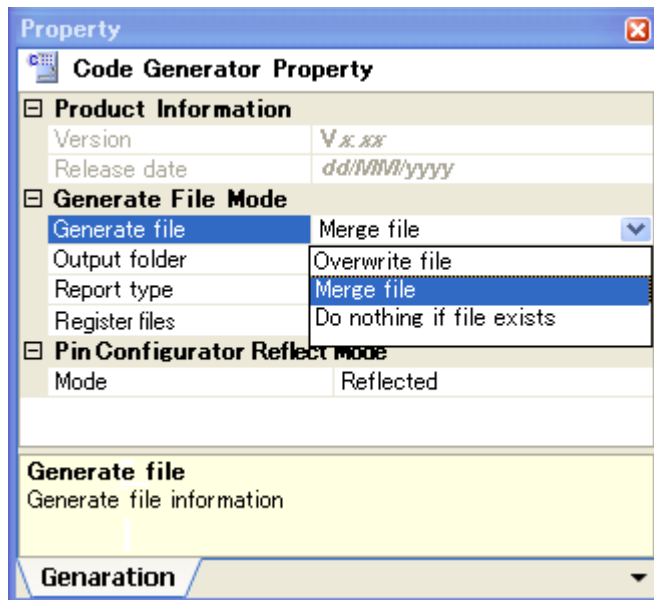 Property
Code Generator Property
Product Information
Version Vx.xx
Release date dd/MM/yyyy
Generate File Mode
Generate file Merge file
Output folder Overwrite file
Report type Merge file
Register files Do nothing if file exists
Pin Configurator Reflect Mode
Mode Reflected
Generate file
Generate file information
Genaration